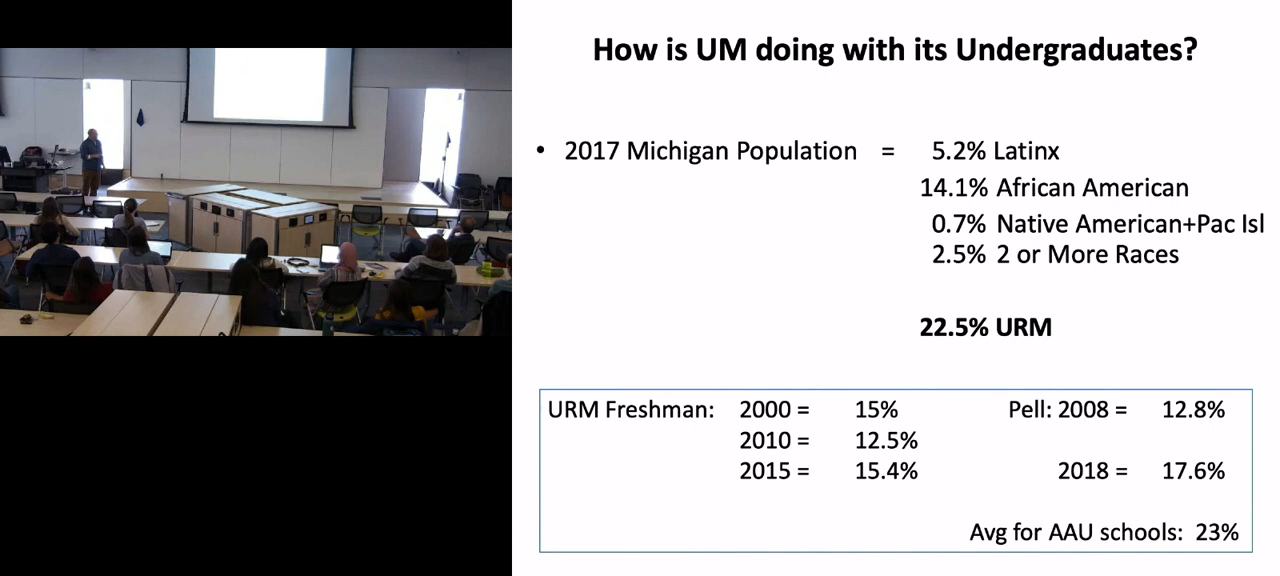 How is UM doing with its Undergraduates?
• 2017 Michigan Population = 5.2% Latinx
14.1% African American
0.7% Native American+Pac Isl
2.5% 2 or More Races
22.5% URM
URM Freshman: 2000 = 15% Pell: 2008 = 12.8%
2010 = 12.5%
2015 = 15.4% 2018 = 17.6%
Avg for AAU schools: 23%